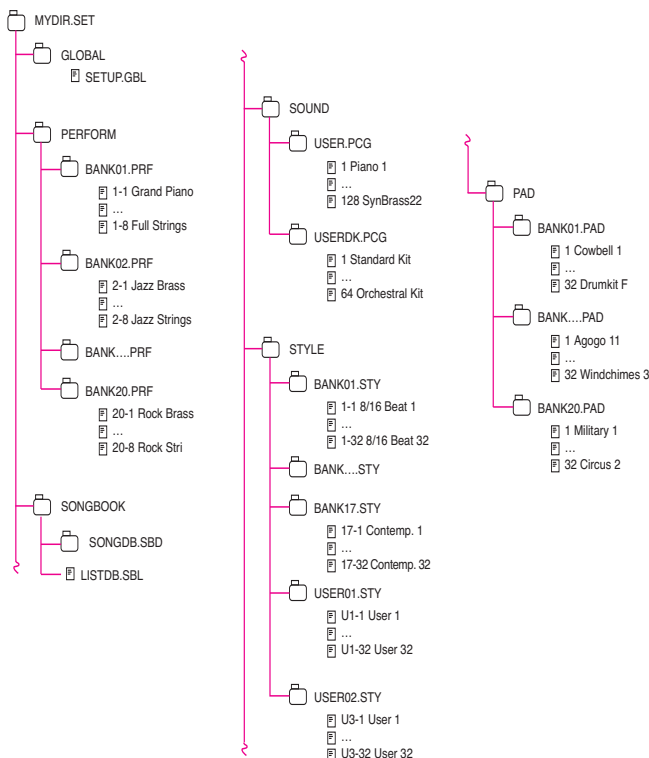 MYDIR.SET
GLOBAL
SETUP.GBL
PERFORM
BANK01.PRF
1-1 Grand Piano
…
1-8 Full Strings
BANK02.PRF
2-1 Jazz Brass
…
2-8 Jazz Strings
BANK....PRF
BANK20.PRF
20-1 Rock Brass
…
20-8 Rock Stri
SONGBOOK
SONGDB.SBD
LISTDB.SBL
SOUND
USER.PCG
1 Piano 1
…
128 SynBrass22
USERDK.PCG
1 Standard Kit
…
64 Orchestral Kit
STYLE
BANK01.STY
1-1 8/16 Beat 1
…
1-32 8/16 Beat 32
BANK....STY
BANK17.STY
17-1 Contemp. 1
…
17-32 Contemp. 32
USER01.STY
U1-1 User 1
…
U1-32 User 32
USER02.STY
U3-1 User 1
…
U3-32 User 32
PAD
BANK01.PAD
1 Cowbell 1
…
32 Drumkit F
BANK....PAD
1 Agogo 11
…
32 Windchimes 3
BANK20.PAD
1 Military 1
…
32 Circus 2